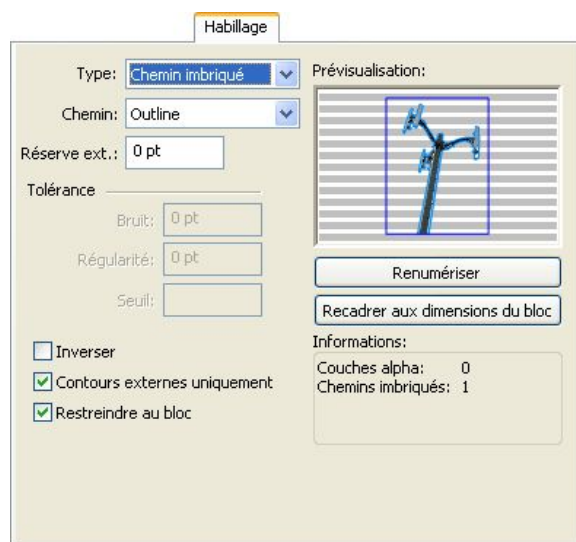 Habillage
Type: Chemin imbriqué
Chemin: Outline
Réserve ext.: 0 pt
Tolérance
Bruit: 0 pt
Régularité: 0 pt
Seuil:
Inverser
Contours externes uniquement
Restreindre au bloc
Prévisualisation:
Renumériser
Recadrer aux dimensions du bloc
Informations:
Couches alpha: 0
Chemins imbriqués: 1